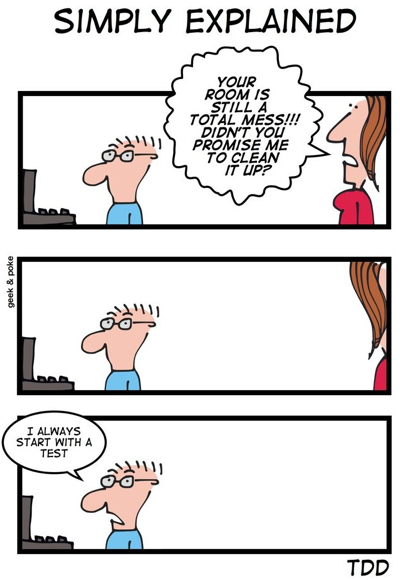 SIMPLY EXPLAINED
YOUR
ROOM IS
STILL A
TOTAL MESS!!!
DIDN'T YOU
PROMISE ME
TO CLEAN
IT UP?
geek & poke
I ALWAYS
START WITH A
TEST
TDD